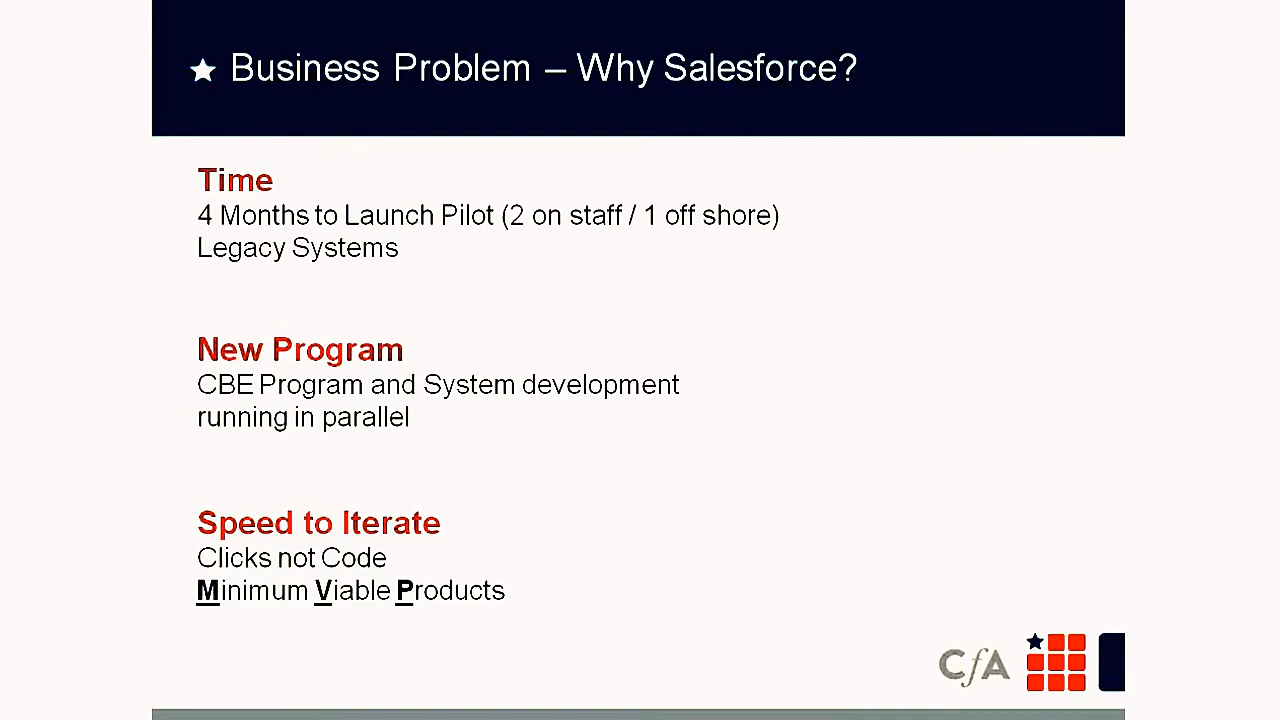 Business Problem – Why Salesforce?
Time
4 Months to Launch Pilot (2 on staff / 1 off shore)
Legacy Systems
New Program
CBE Program and System development
running in parallel
Speed to Iterate
Clicks not Code
Minimum Viable Products
CfA